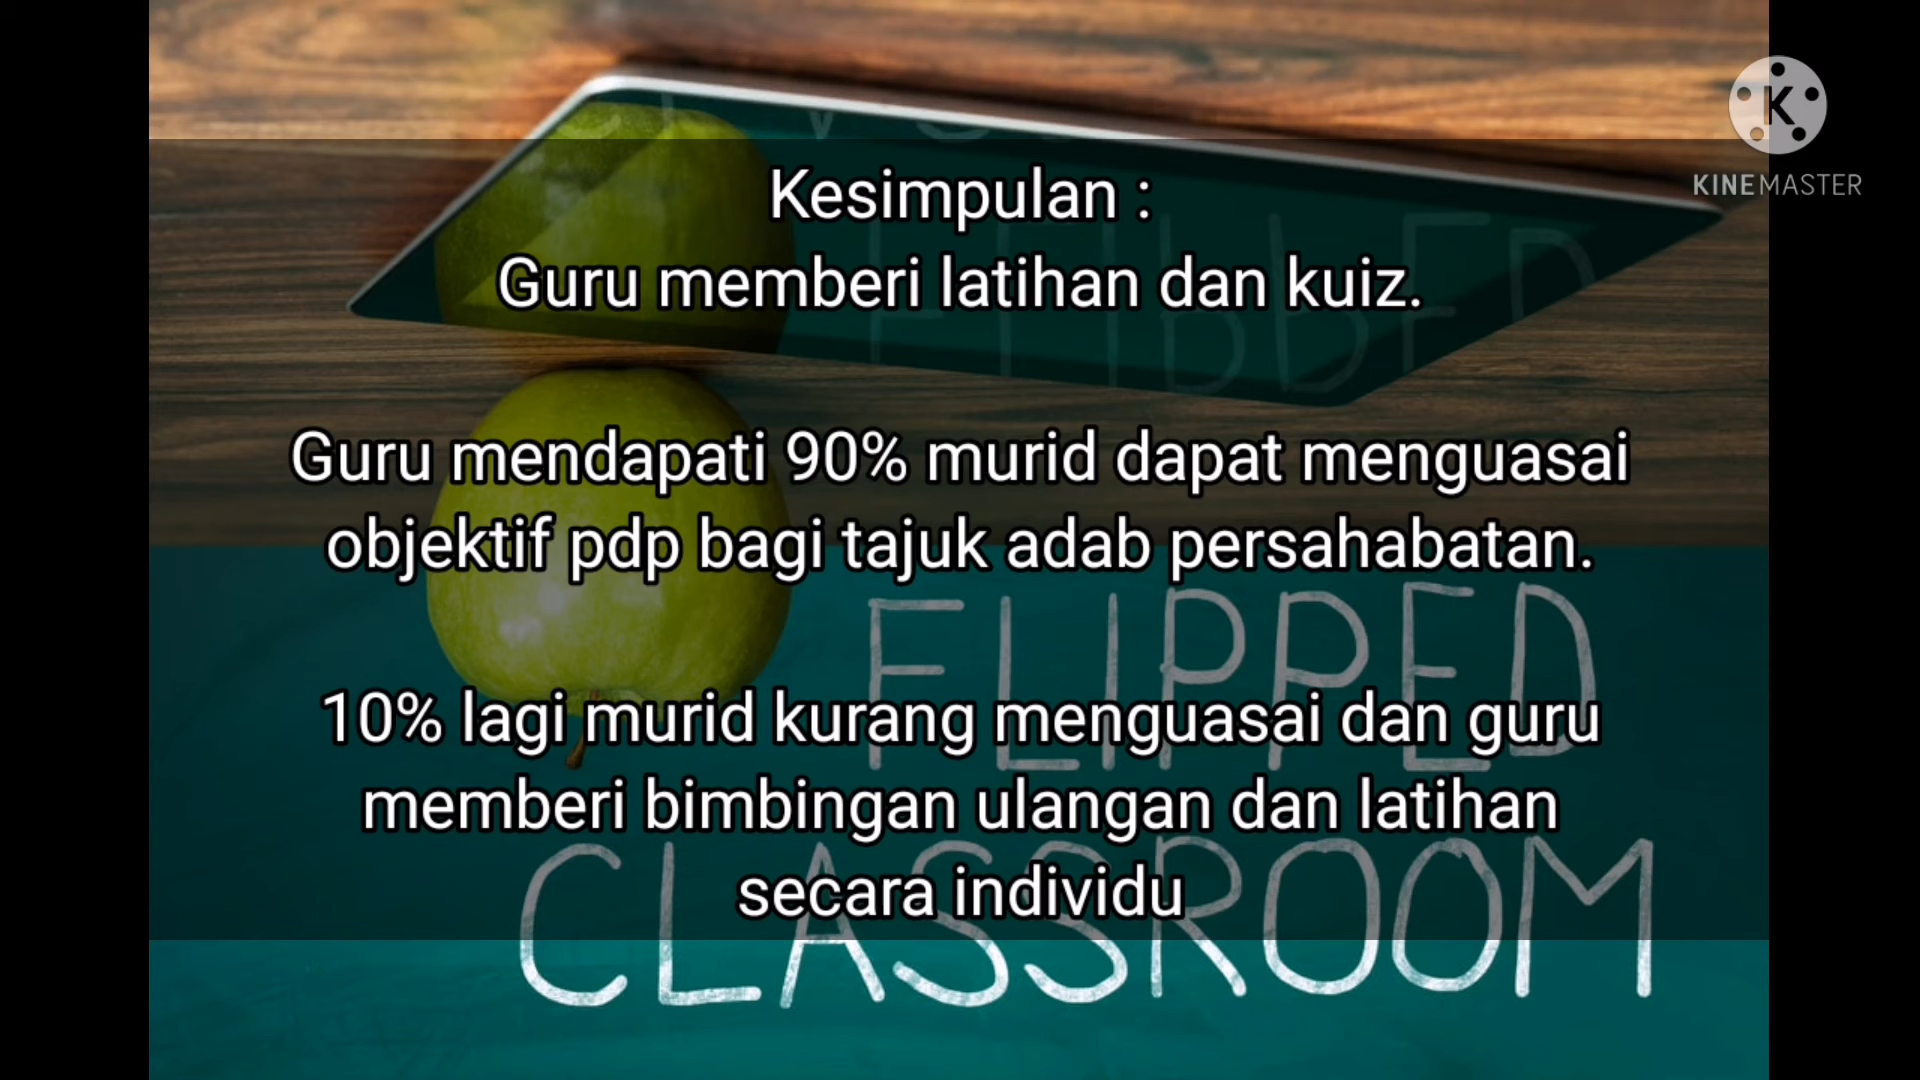 KINEMASTER
Kesimpulan :
Guru memberi latihan dan kuiz.
Guru mendapati 90% murid dapat menguasai
objektif pdp bagi tajuk adab persahabatan.
10% lagi murid kurang menguasai dan guru
memberi bimbingan ulangan dan latihan
secara individu
FLIPPED
CLASSROOM